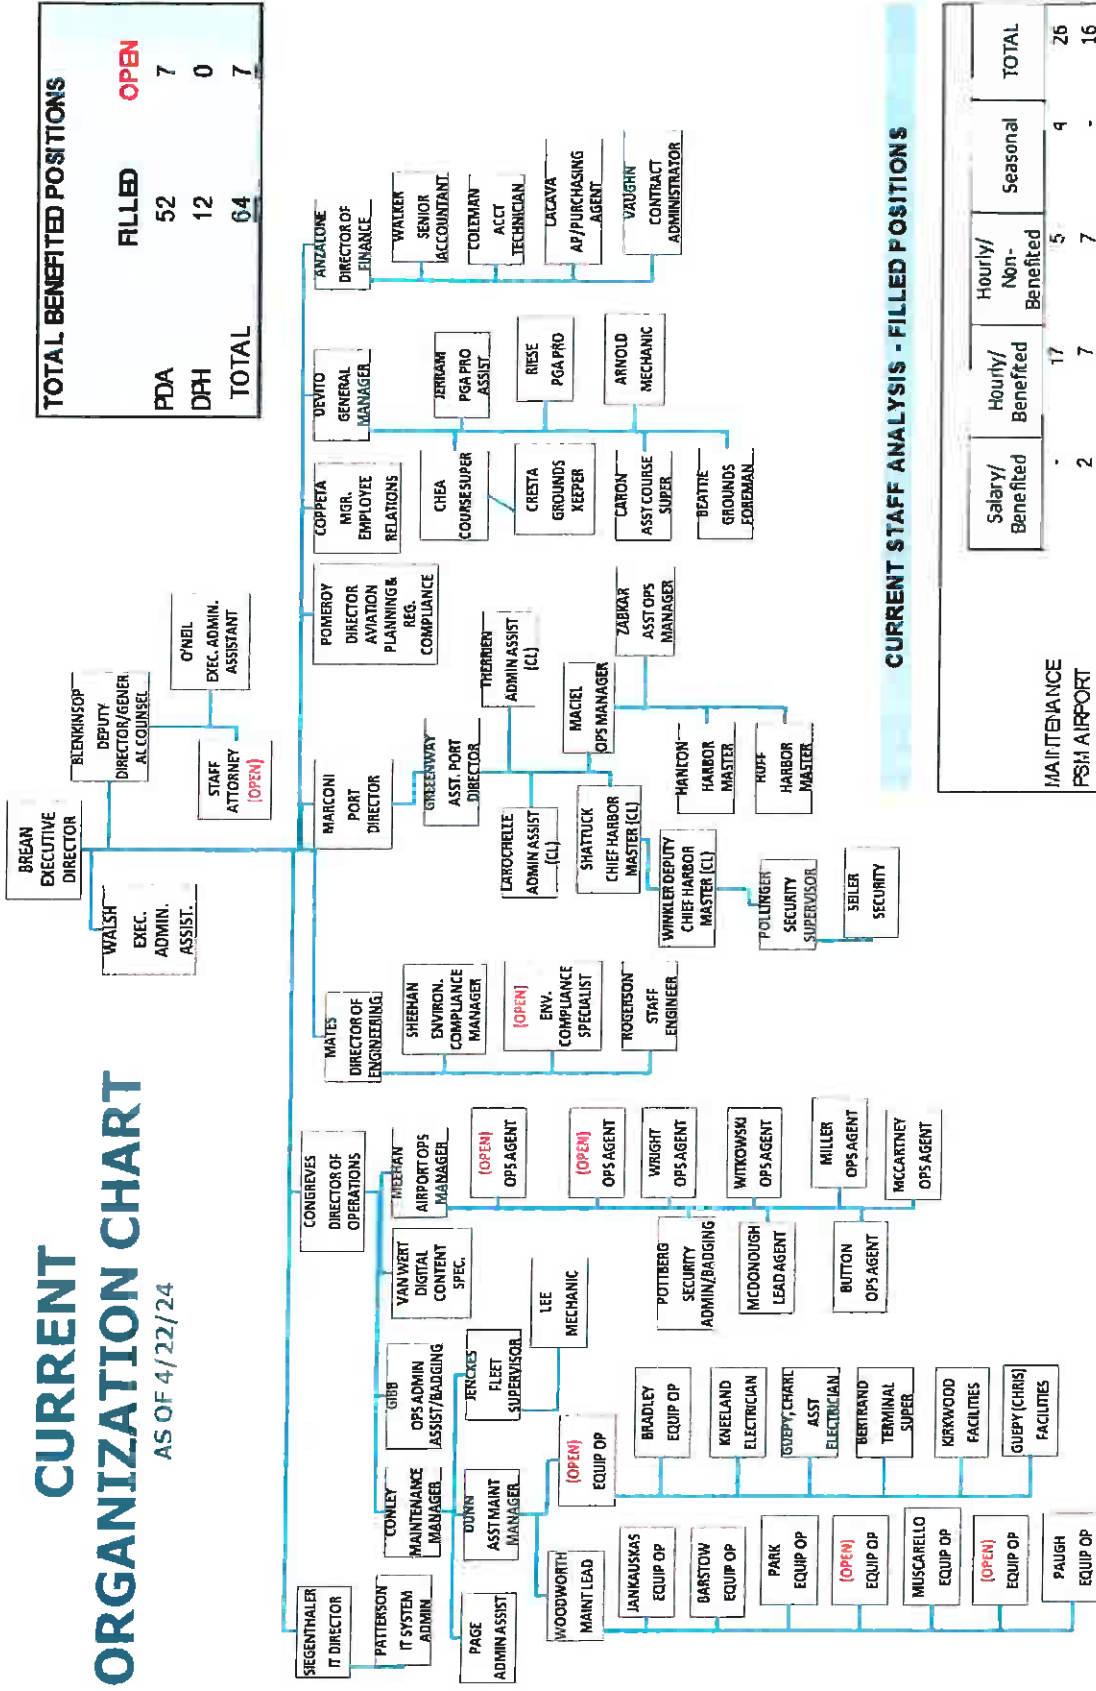 CURRENT
ORGANIZATION CHART
AS OF 4/22/24
BREAN
EXECUTIVE
DIRECTOR
WALSH
EXEC.
ADMIN.
ASSIST.
BLENKINSOP
DEPUTY
DIRECTOR/GENER
AL COUNSEL
STAFF
ATTORNEY
(OPEN)
O'NEIL
EXEC. ADMIN.
ASSISTANT
TOTAL BENEFITED POSITIONS
FILLED OPEN
PDA 52 7
DPH 12 0
TOTAL 64 7
SIEGENTHALER
IT DIRECTOR
PATTERSON
IT SYSTEM
ADMIN
CONGREVES
DIRECTOR OF
OPERATIONS
CONLEY
MAINTENANCE
MANAGER
GIBB
OPS ADMIN
ASSIST/BADGING
VAN WERT
DIGITAL
CONTENT
SPEC.
MEEHAN
AIRPORT OPS
MANAGER
PAGE
ADMIN ASSIST
DUNN
ASST MAINT
MANAGER
JENCKES
FLEET
SUPERVISOR
LEE
MECHANIC
WOODWORTH
MAINT LEAD
JANKAUSKAS
EQUIP OP
BARSTOW
EQUIP OP
PARK
EQUIP OP
(OPEN)
EQUIP OP
MUSCARELLO
EQUIP OP
(OPEN)
EQUIP OP
PAUGH
EQUIP OP
(OPEN)
EQUIP OP
BRADLEY
EQUIP OP
KNEELAND
ELECTRICIAN
GUEPY, CHARL
ASST
ELECTRICIAN
BERTRAND
TERMINAL
SUPER
KIRKWOOD
FACILITIES
GUEPY (CHRIS)
FACILITIES
(OPEN)
OPS AGENT
(OPEN)
OPS AGENT
WRIGHT
OPS AGENT
POTTBERG
SECURITY
ADMIN/BADGING
WITKOWSKI
OPS AGENT
MCDONOUGH
LEAD AGENT
MILLER
OPS AGENT
BUTTON
OPS AGENT
MCCARTNEY
OPS AGENT
MATES
DIRECTOR OF
ENGINEERING
SHEEHAN
ENVIRON.
COMPLIANCE
MANAGER
(OPEN)
ENV.
COMPLIANCE
SPECIALIST
ROGERSON
STAFF
ENGINEER
MARCONI
PORT
DIRECTOR
GREENWAY
ASST. PORT
DIRECTOR
LAROCHELLE
ADMIN ASSIST
(CL)
THERRIEN
ADMIN ASSIST
(CL)
SHATTUCK
CHIEF HARBOR
MASTER (CL)
MACIEL
OPS MANAGER
WINKLER DEPUTY
CHIEF HARBOR
MASTER (CL)
POLLINGER
SECURITY
SUPERVISOR
SEILER
SECURITY
ZABKAR
ASST OPS
MANAGER
HANLON
HARBOR
MASTER
HUFF
HARBOR
MASTER
POMEROY
DIRECTOR
AVIATION
PLANNING &
REG.
COMPLIANCE
COPPETA
MGR.
EMPLOYEE
RELATIONS
DEVITO
GENERAL
MANAGER
CHEA
COURSE SUPER
JERRAM
PGA PRO
ASSIST
CRESTA
GROUNDS
KEEPER
RIESE
PGA PRO
CARON
ASST COURSE
SUPER
ARNOLD
MECHANIC
BEATTIE
GROUNDS
FOREMAN
ANZALONE
DIRECTOR OF
FINANCE
WALKER
SENIOR
ACCOUNTANT
COLEMAN
ACCT
TECHNICIAN
LACAVA
AP/PURCHASING
AGENT
VAUGHN
CONTRACT
ADMINISTRATOR
CURRENT STAFF ANALYSIS - FILLED POSITIONS
Salary/
Benefited
Hourly/
Benefited
Hourly/
Non-
Benefited
Seasonal
TOTAL
MAINTENANCE - 17 5 4 26
PSM AIRPORT 2 7 7 - 16